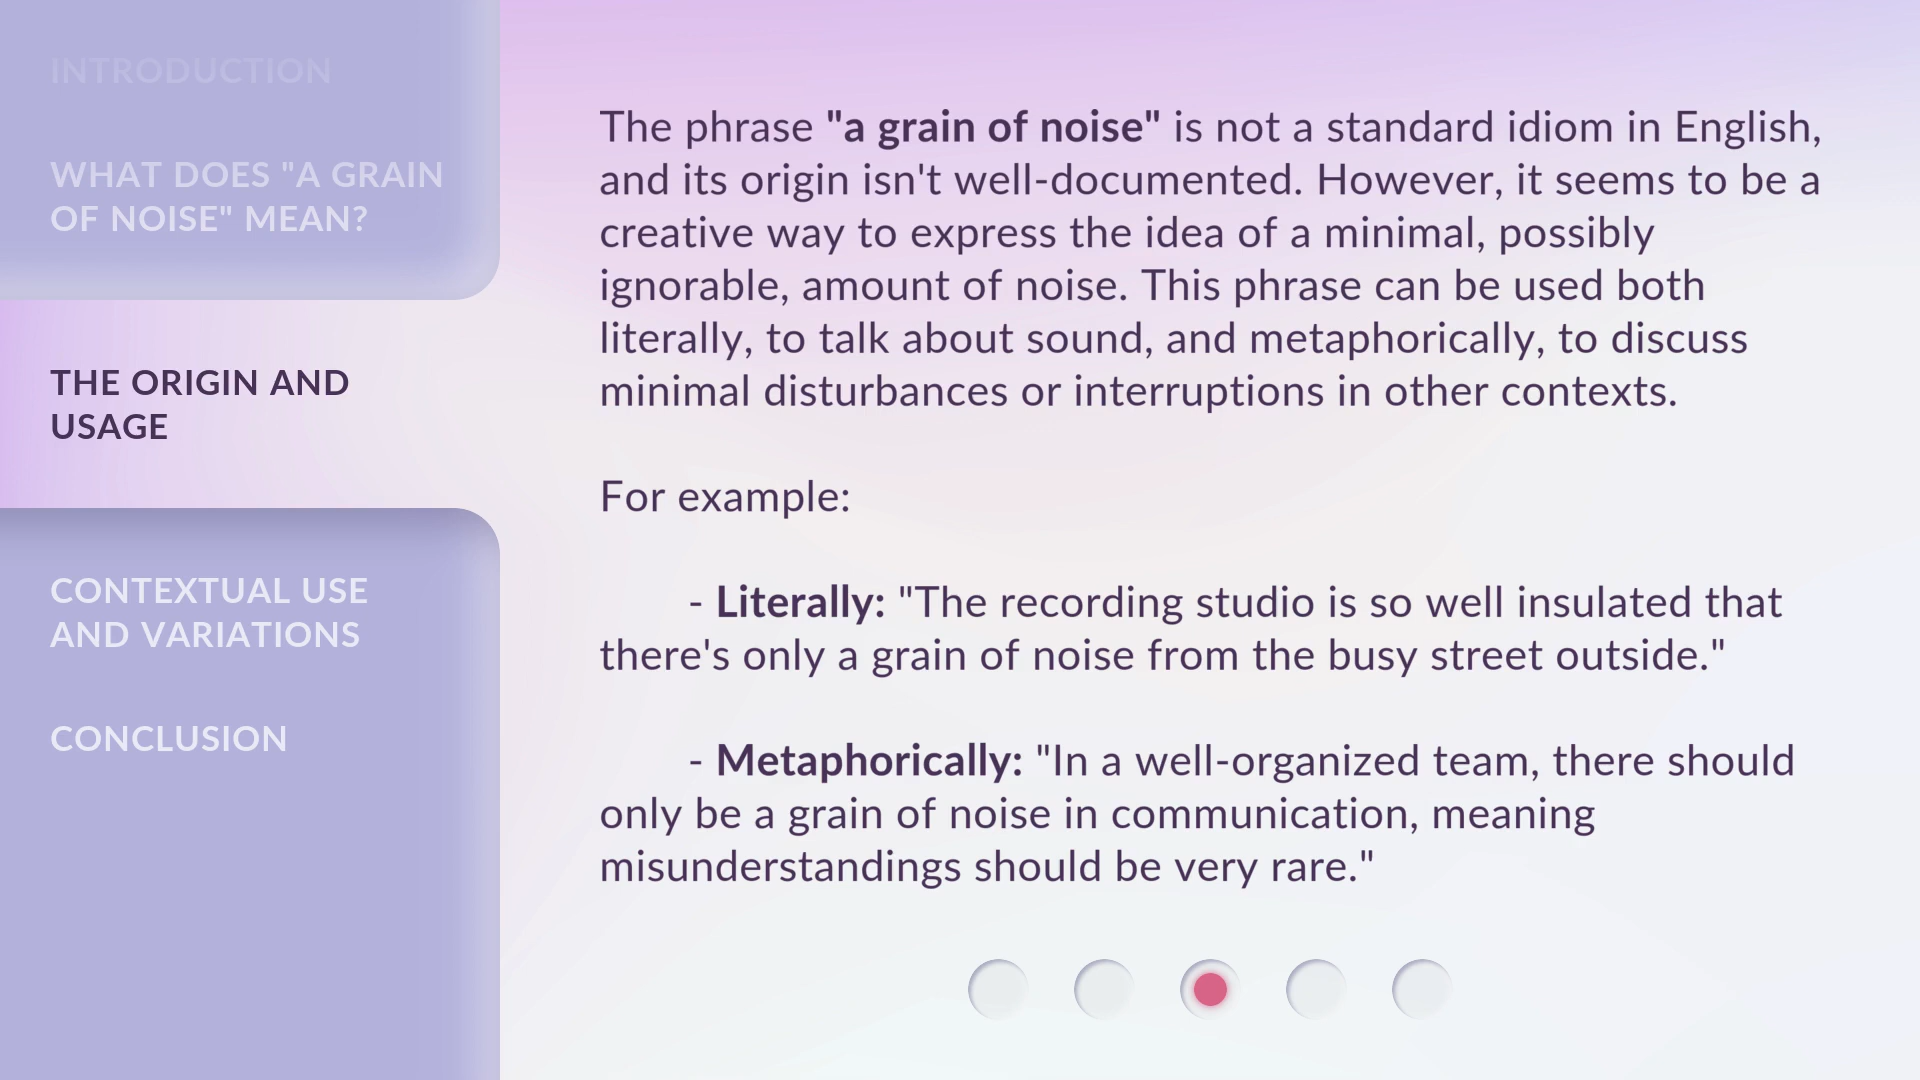 INTRODUCTION
WHAT DOES "A GRAIN
OF NOISE" MEAN?
THE ORIGIN AND
USAGE
CONTEXTUAL USE
AND VARIATIONS
CONCLUSION
The phrase "a grain of noise" is not a standard idiom in English,
and its origin isn't well-documented. However, it seems to be a
creative way to express the idea of a minimal, possibly
ignorable, amount of noise. This phrase can be used both
literally, to talk about sound, and metaphorically, to discuss
minimal disturbances or interruptions in other contexts.
For example:
- Literally: "The recording studio is so well insulated that
there's only a grain of noise from the busy street outside."
- Metaphorically: "In a well-organized team, there should
only be a grain of noise in communication, meaning
misunderstandings should be very rare."